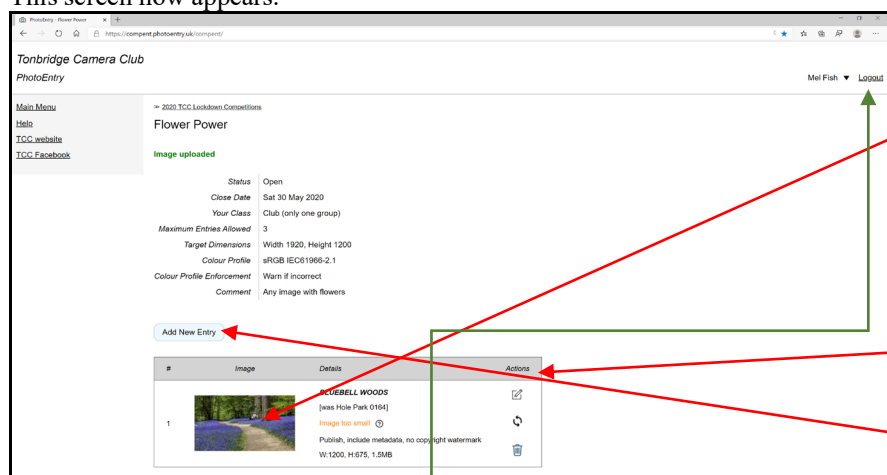 This screen now appears.
PhotoEntry - Flower Power
https://compent.photoentry.uk/compent/
Tonbridge Camera Club
PhotoEntry
Mel Fish ▼ Logout
Main Menu
Help
TCC website
TCC Facebook
2020 TCC Lockdown Competitions
Flower Power
Image uploaded
Status Open
Close Date Sat 30 May 2020
Your Class Club (only one group)
Maximum Entries Allowed 3
Target Dimensions Width 1920, Height 1200
Colour Profile sRGB IEC61966-2.1
Colour Profile Enforcement Warn if incorrect
Comment Any image with flowers
Add New Entry
# Image Details Actions
1
BLUEBELL WOODS
[was Hole Park 0164]
Image too small
Publish, include metadata, no copyright watermark
W:1200, H:675, 1.5MB